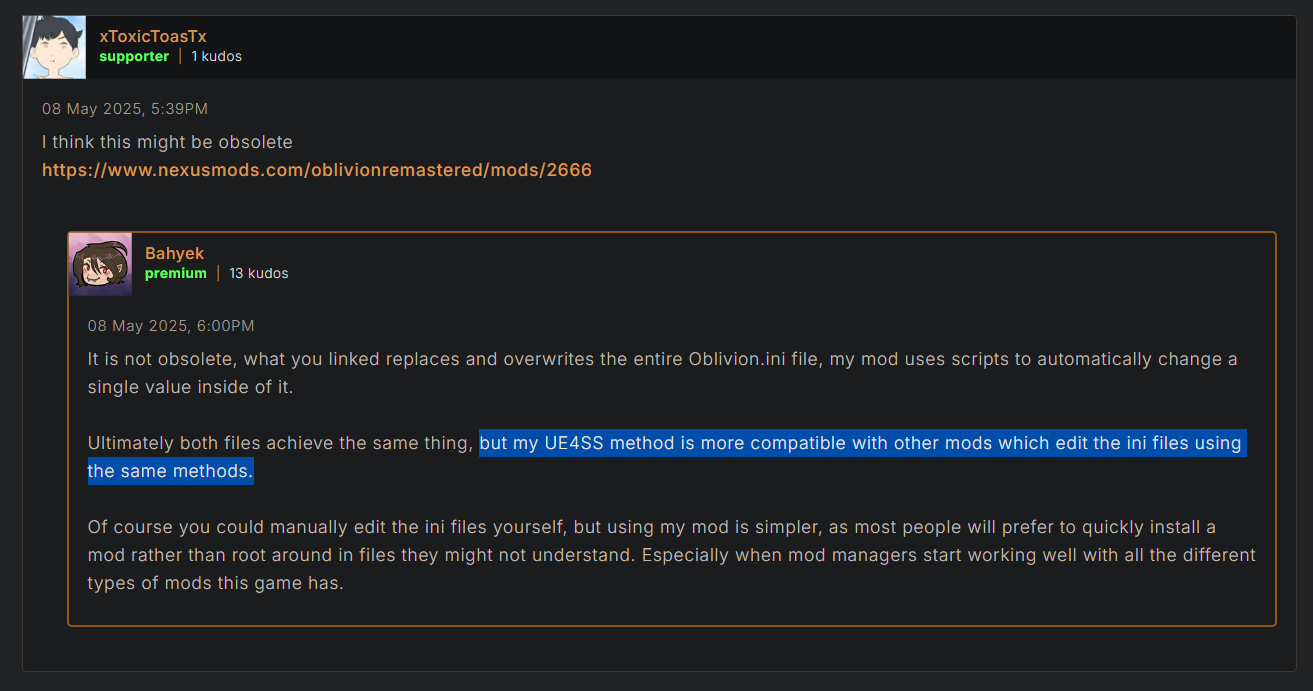 xToxicToasTx
supporter | 1 kudos
08 May 2025, 5:39PM
I think this might be obsolete
https://www.nexusmods.com/oblivionremastered/mods/2666
Bahyek
premium | 13 kudos
08 May 2025, 6:00PM
It is not obsolete, what you linked replaces and overwrites the entire Oblivion.ini file, my mod uses scripts to automatically change a
single value inside of it.
Ultimately both files achieve the same thing, but my UE4SS method is more compatible with other mods which edit the ini files using
the same methods.
Of course you could manually edit the ini files yourself, but using my mod is simpler, as most people will prefer to quickly install a
mod rather than root around in files they might not understand. Especially when mod managers start working well with all the different
types of mods this game has.